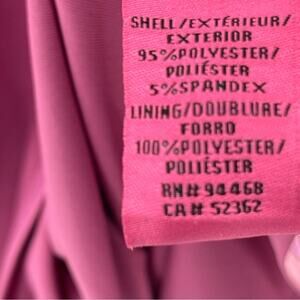 SHELL/EXTÉRIEUR/
EXTERIOR
95%POLYESTER/
POLIÉSTER
5%SPANDEX
LINING/DOUBLURE/
FORRO
100%POLYESTER/
POLIÉSTER
RN# 94468
CA# 52362